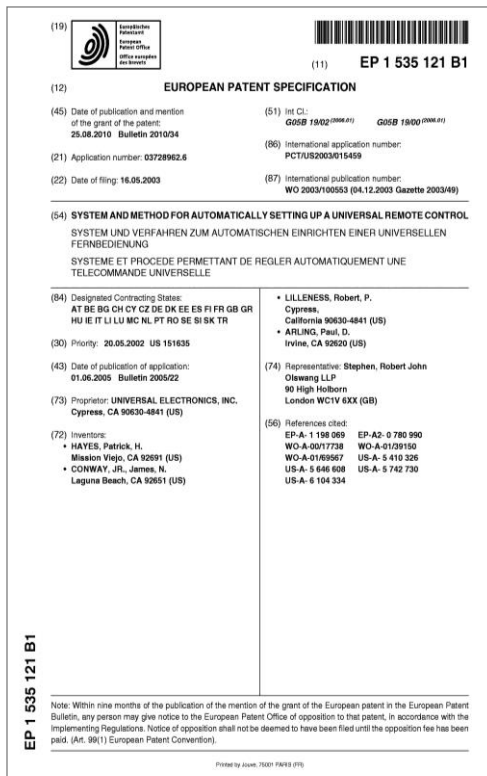 (19)
Europäisches
Patentamt
European
Patent Office
Office européen
des brevets
(11) EP 1 535 121 B1
(12) EUROPEAN PATENT SPECIFICATION
(45) Date of publication and mention
of the grant of the patent:
25.08.2010 Bulletin 2010/34
(21) Application number: 03728962.6
(22) Date of filing: 16.05.2003
(51) Int Cl.:
G05B 19/02 (2006.01) G05B 19/00 (2006.01)
(86) International application number:
PCT/US2003/015459
(87) International publication number:
WO 2003/100553 (04.12.2003 Gazette 2003/49)
(54) SYSTEM AND METHOD FOR AUTOMATICALLY SETTING UP A UNIVERSAL REMOTE CONTROL
SYSTEM UND VERFAHREN ZUM AUTOMATISCHEN EINRICHTEN EINER UNIVERSELLEN
FERNBEDIENUNG
SYSTEME ET PROCEDE PERMETTANT DE REGLER AUTOMATIQUEMENT UNE
TELECOMMANDE UNIVERSELLE
(84) Designated Contracting States:
AT BE BG CH CY CZ DE DK EE ES FI FR GB GR
HU IE IT LI LU MC NL PT RO SE SI SK TR
(30) Priority: 20.05.2002 US 151635
(43) Date of publication of application:
01.06.2005 Bulletin 2005/22
(73) Proprietor: UNIVERSAL ELECTRONICS, INC.
Cypress, CA 90630-4841 (US)
(72) Inventors:
• HAYES, Patrick, H.
Mission Viejo, CA 92691 (US)
• CONWAY, JR., James, N.
Laguna Beach, CA 92651 (US)
• LILLENESS, Robert, P.
Cypress,
California 90630-4841 (US)
• ARLING, Paul, D.
Irvine, CA 92620 (US)
(74) Representative: Stephen, Robert John
Olswang LLP
90 High Holborn
London WC1V 6XX (GB)
(56) References cited:
EP-A- 1 198 069 EP-A2- 0 780 990
WO-A-00/17738 WO-A-01/39150
WO-A-01/69567 US-A- 5 410 326
US-A- 5 646 608 US-A- 5 742 730
US-A- 6 104 334
EP 1 535 121 B1
Note: Within nine months of the publication of the mention of the grant of the European patent in the European Patent
Bulletin, any person may give notice to the European Patent Office of opposition to that patent, in accordance with the
Implementing Regulations. Notice of opposition shall not be deemed to have been filed until the opposition fee has been
paid. (Art. 99(1) European Patent Convention).
Printed by Jouve, 75001 PARIS (FR)